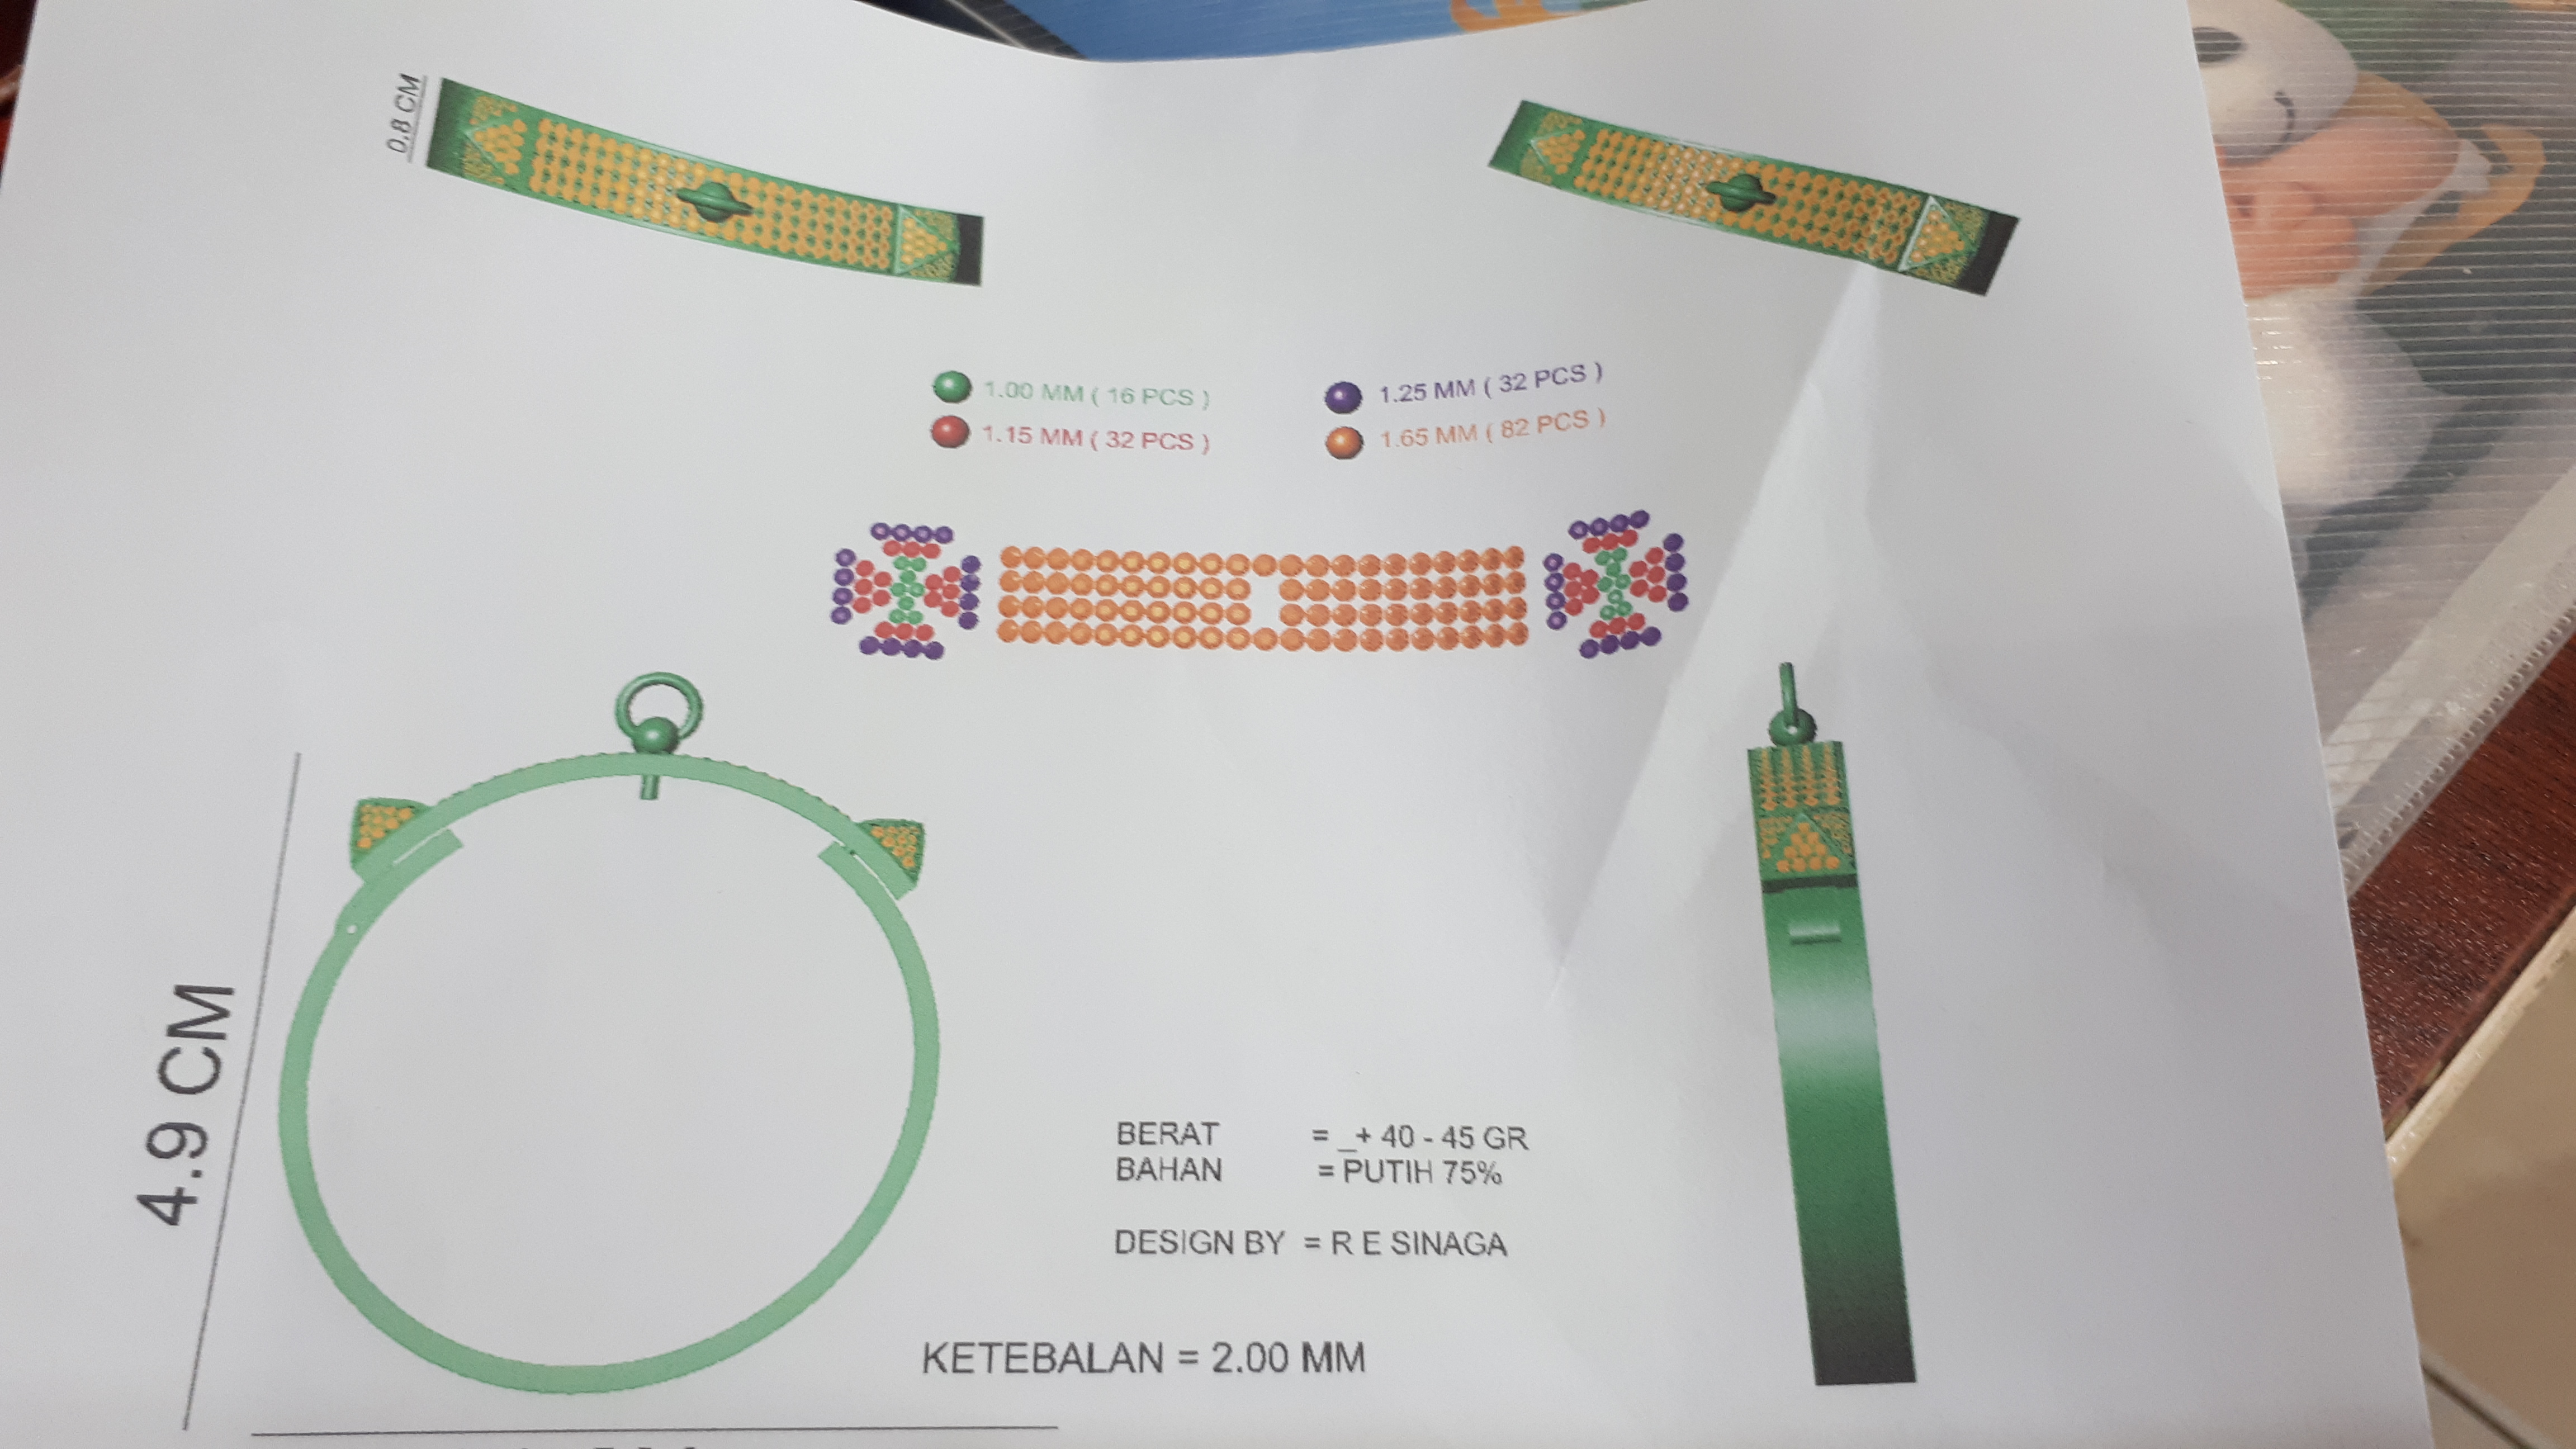 0.8 CM
1.00 MM ( 16 PCS )
1.15 MM ( 32 PCS )
1.25 MM ( 32 PCS )
1.65 MM ( 82 PCS )
4.9 CM
BERAT = _+ 40 - 45 GR
BAHAN = PUTIH 75%
DESIGN BY = R E SINAGA
KETEBALAN = 2.00 MM